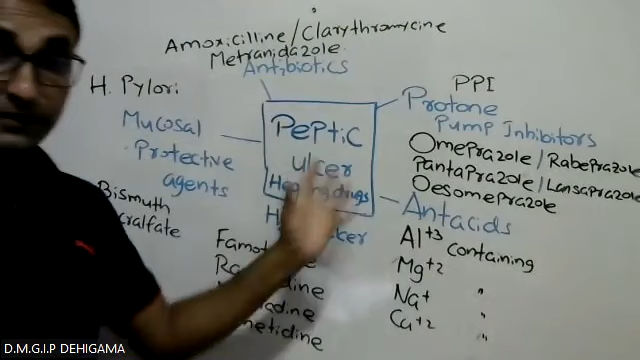 Amoxicilline/Clarythromycine
Metranidazole
Antibiotics
H. Pylori
Mucosal
Protective
agents
Bismuth
Peptic
Ulcer
PPI
Protone
Pump Inhibitors
Omeprazole/Rabeprazole
Pantaprazole/Lansaprazole
Oesomeprazole
Antacids
Al+3 containing
Mg+2 "
Na+ "
Ca+2 "
D.M.G.I.P DEHIGAMA